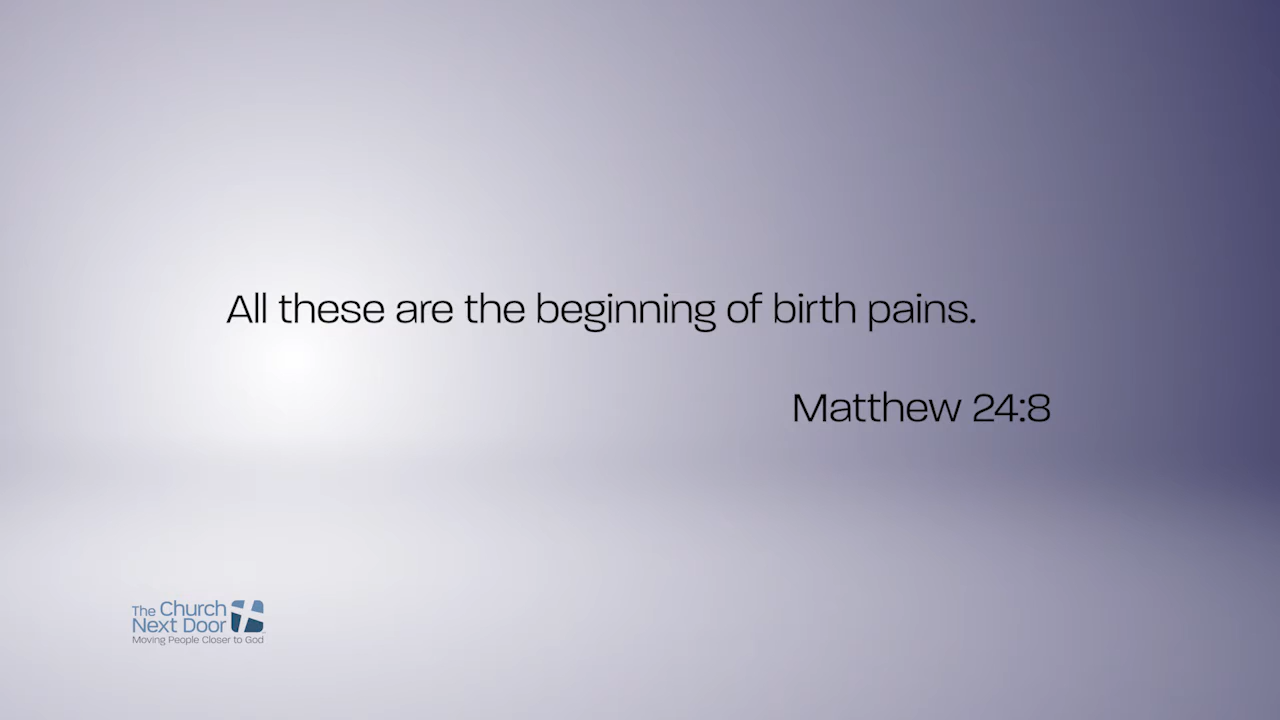 All these are the beginning of birth pains.
Matthew 24:8
The Church
Next Door
Moving People Closer to God